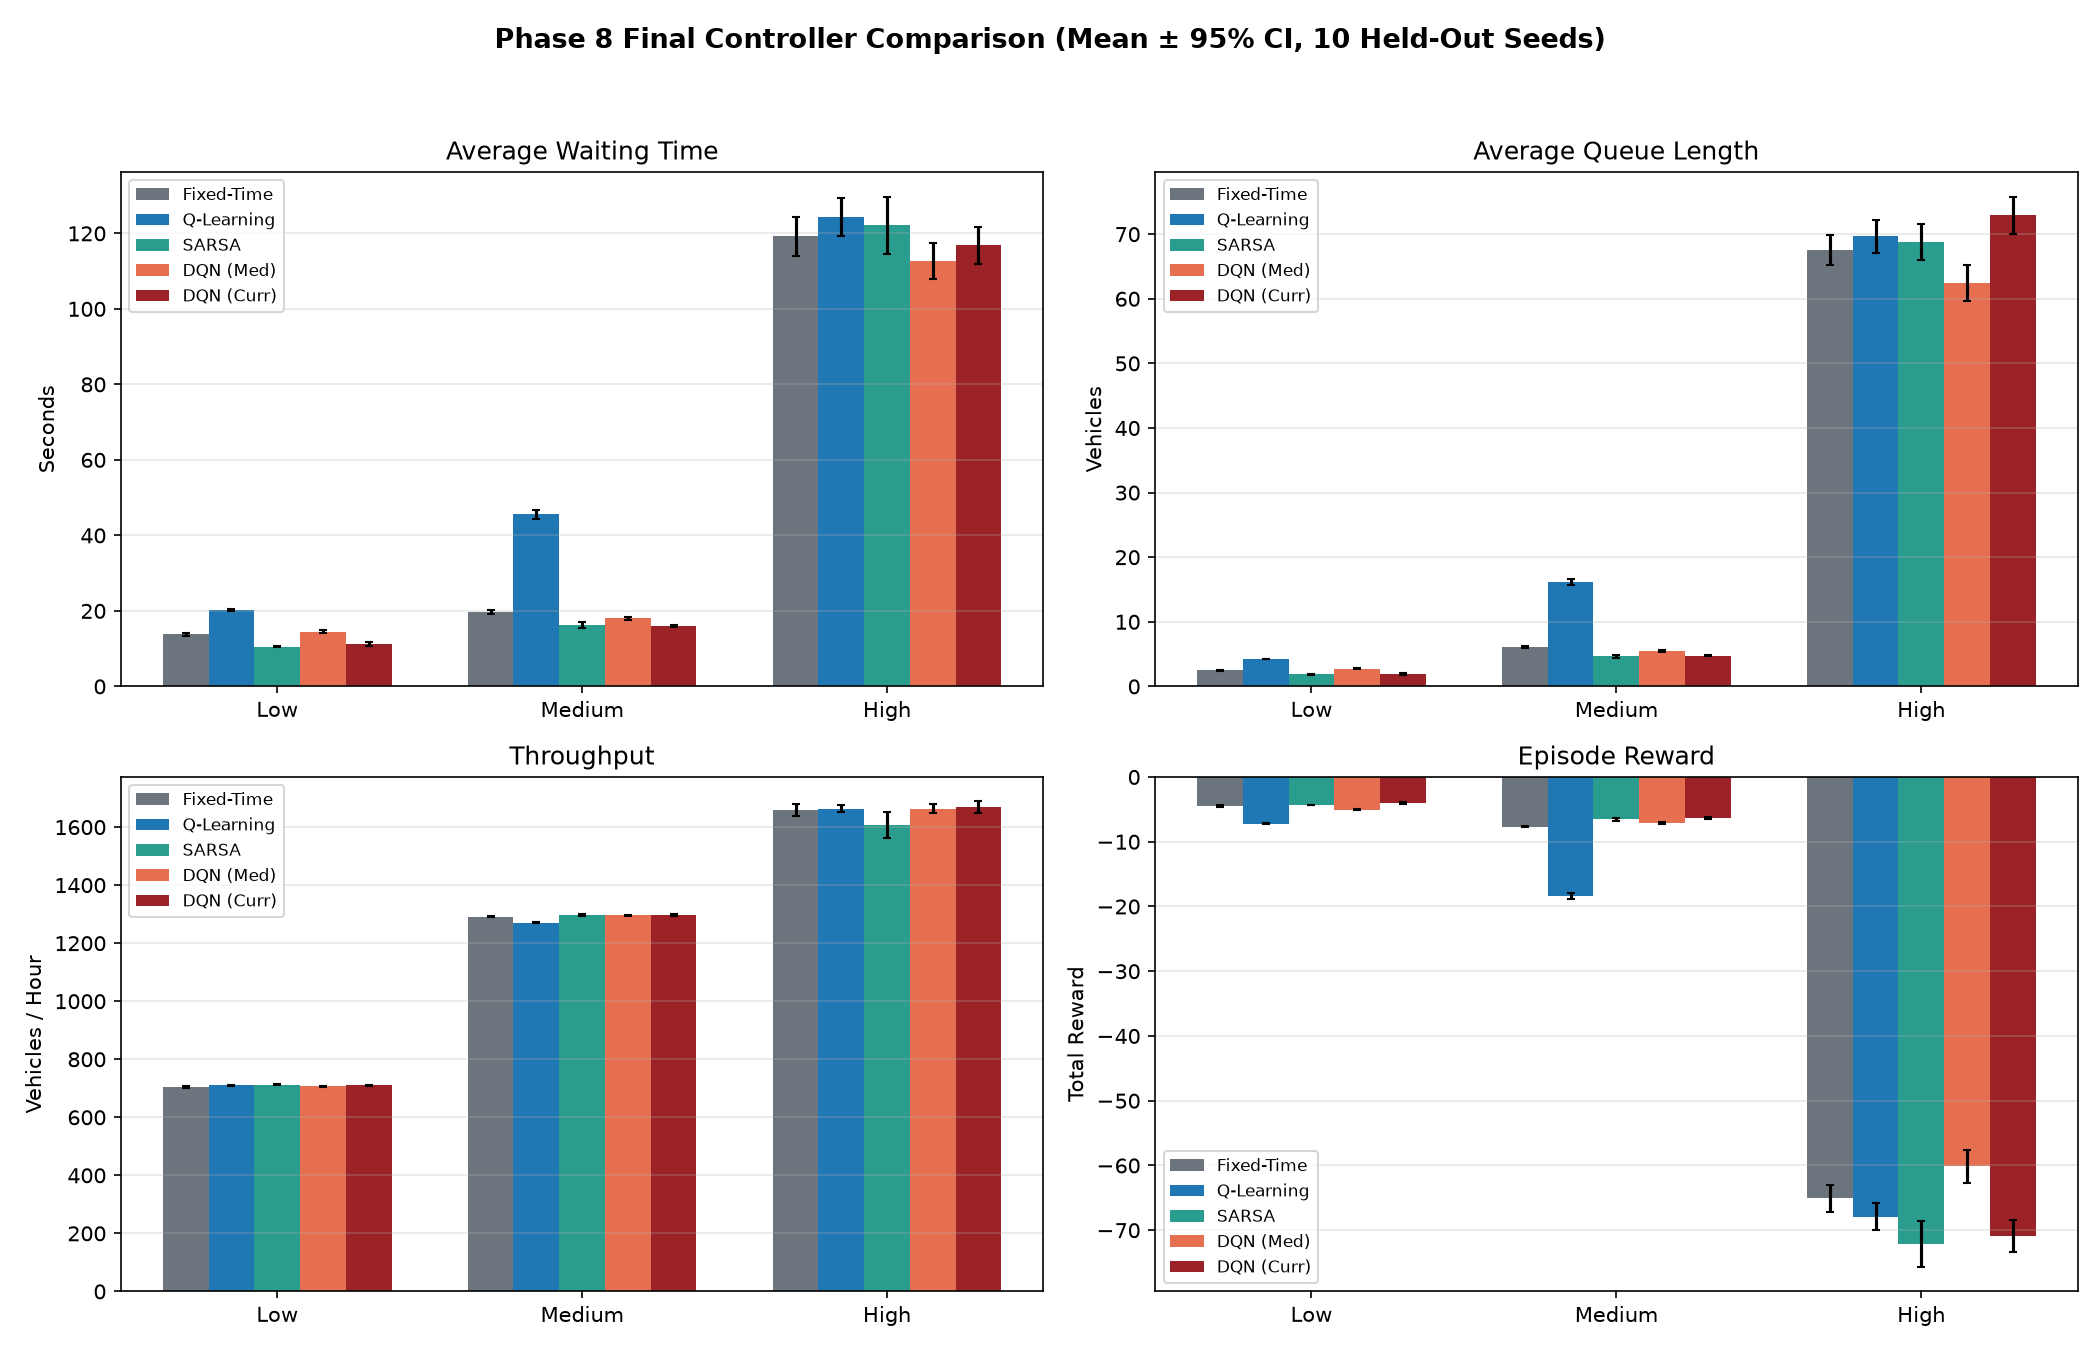 Phase 8 Final Controller Comparison (Mean ± 95% CI, 10 Held-Out Seeds)
Average Waiting Time
Seconds
120
100
80
60
40
20
0
Fixed-Time
Q-Learning
SARSA
DQN (Med)
DQN (Curr)
Low
Medium
High
Average Queue Length
Vehicles
70
60
50
40
30
20
10
0
Fixed-Time
Q-Learning
SARSA
DQN (Med)
DQN (Curr)
Low
Medium
High
Throughput
Vehicles / Hour
1600
1400
1200
1000
800
600
400
200
0
Fixed-Time
Q-Learning
SARSA
DQN (Med)
DQN (Curr)
Low
Medium
High
Episode Reward
Total Reward
0
−10
−20
−30
−40
−50
−60
−70
Fixed-Time
Q-Learning
SARSA
DQN (Med)
DQN (Curr)
Low
Medium
High